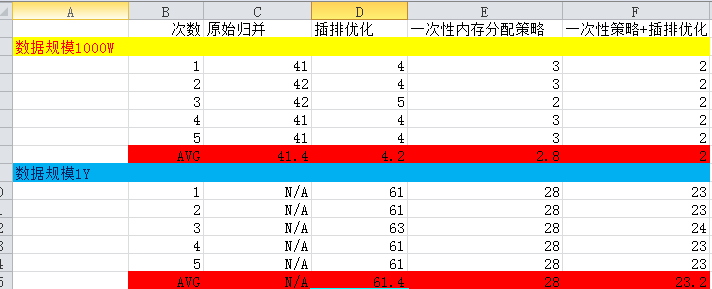 A B C D E F
次数 原始归并 插排优化 一次性内存分配策略 一次性策略+插排优化
数据规模1000W
1 41 4 3 2
2 42 4 3 2
3 42 5 2 2
4 41 4 3 2
5 41 4 3 2
AVG 41.4 4.2 2.8 2
数据规模1Y
1 N/A 61 28 23
2 N/A 61 28 23
3 N/A 63 28 24
4 N/A 61 28 23
5 N/A 61 28 23
AVG N/A 61.4 28 23.2